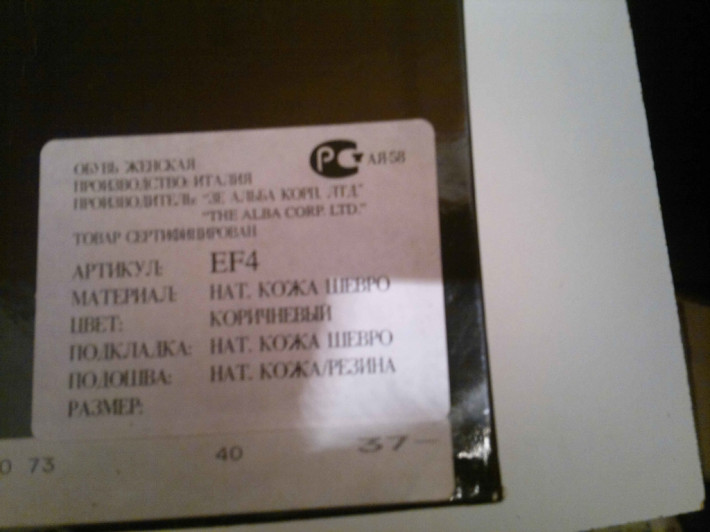 ОБУВЬ ЖЕНСКАЯ
РС АЯ-58
ПРОИЗВОДСТВО: ИТАЛИЯ
ПРОИЗВОДИТЕЛЬ: "ЗЕ АЛЬБА КОРП. ЛТД."
"THE ALBA CORP. LTD."
ТОВАР СЕРТИФИЦИРОВАН
АРТИКУЛ: EF4
МАТЕРИАЛ: НАТ. КОЖА ШЕВРО
ЦВЕТ: КОРИЧНЕВЫЙ
ПОДКЛАДКА: НАТ. КОЖА ШЕВРО
ПОДОШВА: НАТ. КОЖА/РЕЗИНА
РАЗМЕР:
0 73 40 37-